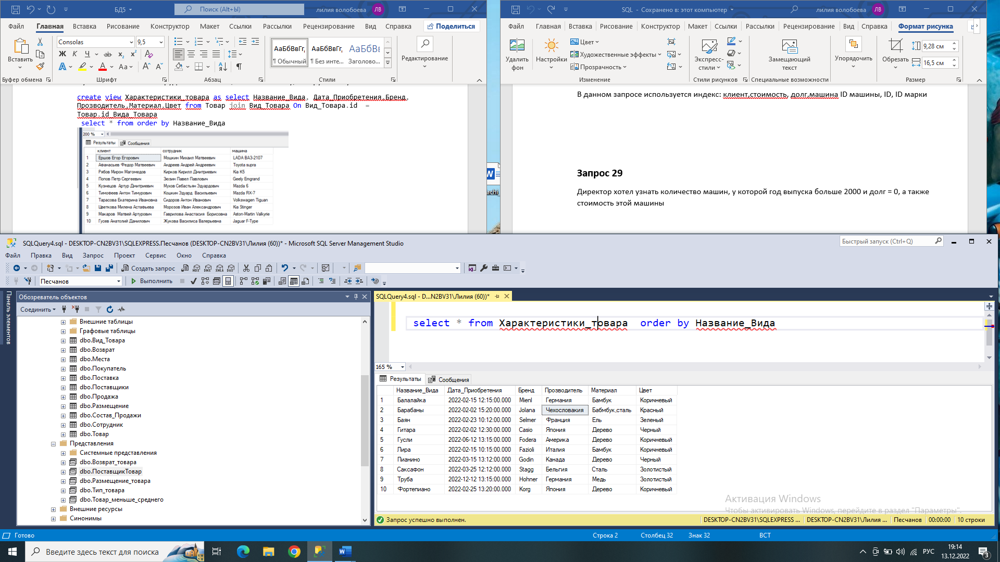 БД5
Поиск (Alt+Ы)
лилия волобоева
ЛВ
Файл Главная Вставка Рисование Конструктор Макет Ссылки Рассылки Рецензирование Вид Справка Поделиться
Consolas 9,5
Вставить
Ж К Ч ab x₂ x²
Aa
АаБбВвГг, АаБбВвГг, АаБбВв
¶ Обычный ¶ Без инте... Заголово...
Редактирование
Буфер обмена Шрифт Абзац Стили
create view Характеристики_товара as select Название_Вида, Дата_Приобретения,Бренд,
Прозводитель,Материал,Цвет from Товар join Вид_Товара On Вид_Товара.id =
Товар.id_Вида_Товара
select * from order by Название_Вида
200 %
Результаты Сообщения
клиент сотрудник машина
1 Ершов Егор Егорович Мошкин Михаил Матвеевич LADA ВАЗ-2107
2 Афанасьев Федор Матвеевич Андреев Андрей Андреевич Toyota supra
3 Рябов Мирон Магомедов Кирков Кирилл Дмитриевич Kia K5
4 Попов Петр Сергеевич Зюзин Павел Павлович Geely Emgrand
5 Кузнецов Артур Дмитриевич Мухов Себастьян Эдуардович Mazda 6
6 Тимофеев Антон Тимурович Кошкин Эдуард Васильевич Mazda RX-7
7 Тарасова Екатерина Ивановна Сидоров Антон Иванович Volkswagen Tiguan
8 Цветкова Милена Астафьева Морозов Иван Александрович Kia Stinger
9 Макаров Матвей Артурович Гаврилова Анастасия Борисовна Aston-Martin Valkyrie
10 Гусев Анатолий Данилович Жукова Василиса Валерьевна Jaguar F-Type
SQL - Сохранено в: этот компьютер
лилия волобоева
ЛВ
Файл Главная Вставка Рисование Конструктор Макет Ссылки Рассылки Рецензирование Вид Справка Формат рисунка
Удалить фон
Настройки
Цвет
Художественные эффекты
Прозрачность
Экспресс-стили
Замещающий текст
Упорядочить
Обрезать
9,28 см
16,5 см
Изменение Стили рисунков Специальные возможности Размер
В данном запросе используется индекс: клиент,стоимость, долг,машина ID машины, ID, ID марки
Запрос 29
Директор хотел узнать количество машин, у которой год выпуска больше 2000 и долг = 0, а также
стоимость этой машины
achi_
SQLQuery4.sql - DESKTOP-CN2BV31\SQLEXPRESS.Песчанов (DESKTOP-CN2BV31\Лилия (60))* - Microsoft SQL Server Management Studio
Быстрый запуск (Ctrl+Q)
Файл Правка Вид Запрос Проект Сервис Окно Справка
Создать запрос
MDX DMX XMLA DAX
Песчанов
Выполнить
Панель элементов
Обозреватель объектов
Соединить
Внешние таблицы
Графовые таблицы
dbo.Вид_Товара
dbo.Возврат
dbo.Места
dbo.Покупатель
dbo.Поставка
dbo.Поставщики
dbo.Продажа
dbo.Размещение
dbo.Состав_Продажи
dbo.Сотрудник
dbo.Товар
Представления
Системные представления
dbo.Возврат_товара
dbo.ПоставщикТовар
dbo.Размещение_товара
dbo.Тип_товара
dbo.Товар_меньше_среднего
Внешние ресурсы
Синонимы
SQLQuery4.sql - D...N2BV31\Лилия (60))*
select * from Характеристики_товара order by Название_Вида
165 %
Результаты Сообщения
Название_Вида Дата_Приобретения Бренд Прозводитель Материал Цвет
1 Балалайка 2022-02-15 12:15:00.000 Mienl Германия Бамбук Коричневый
2 Барабаны 2022-02-02 15:20:00.000 Jolana Чехословакия Бабмбук,сталь Красный
3 Баян 2022-02-23 10:12:00.000 Selmer Франция Ель Зеленый
4 Гитара 2022-02-02 12:30:00.000 Casio Япония Дерево Черный
5 Гусли 2022-06-12 13:15:00.000 Fodera Америка Дерево Коричневый
6 Лира 2022-02-15 10:15:00.000 Fazioli Италия Бамбук Коричневый
7 Пианино 2022-03-15 13:12:00.000 Godin Канада Дерево Черный
8 Саксафон 2022-03-25 12:12:00.000 Stagg Бельгия Сталь Золотистый
9 Труба 2022-12-12 13:15:00.000 Hohner Германия Медь Золотистый
10 Фортепиано 2022-02-25 13:20:00.000 Korg Япония Дерево Коричневый
Активация Windows
Чтобы активировать Windows, перейдите в раздел "Параметры".
Запрос успешно выполнен.
DESKTOP-CN2BV31\SQLEXPRESS ... DESKTOP-CN2BV31\Лилия ... Песчанов 00:00:00 10 строки
Готово
Строка 2 Столбец 32 Знак 32 ВСТ
Введите здесь текст для поиска
РУС
19:14
13.12.2022
3